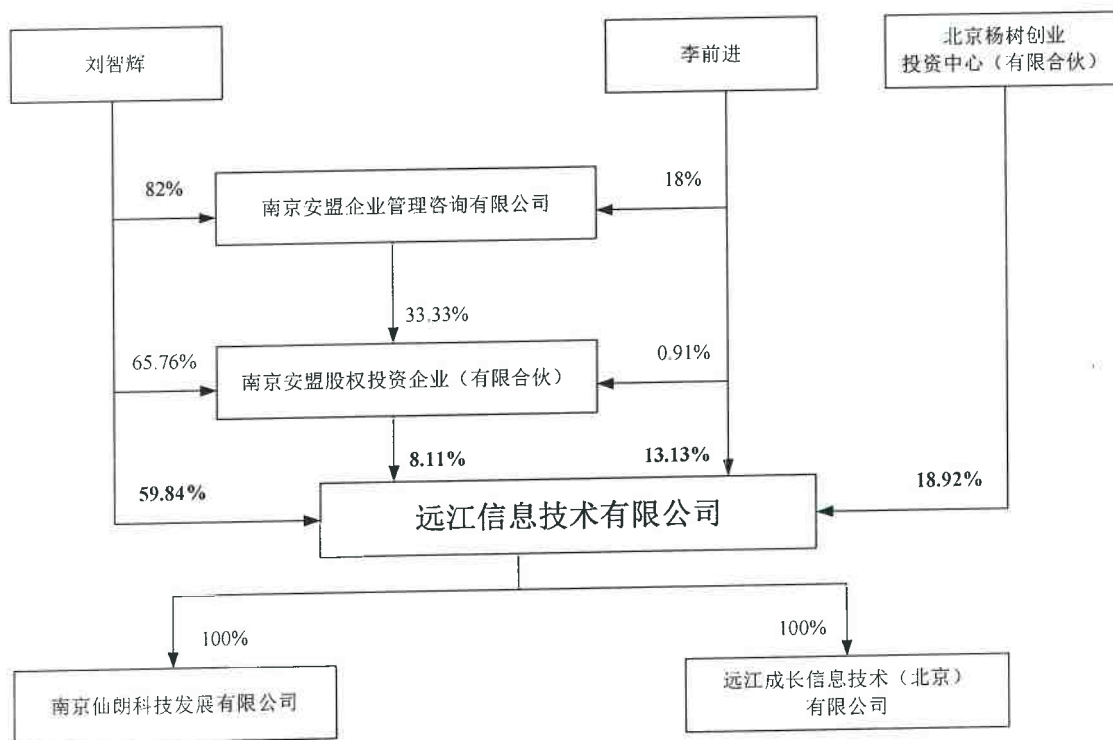 刘智辉
李前进
北京杨树创业
投资中心（有限合伙）
82%
南京安盟企业管理咨询有限公司
18%
33.33%
65.76%
南京安盟股权投资企业（有限合伙）
0.91%
8.11%
13.13%
59.84%
18.92%
远江信息技术有限公司
100%
100%
南京仙朗科技发展有限公司
远江成长信息技术（北京）
有限公司